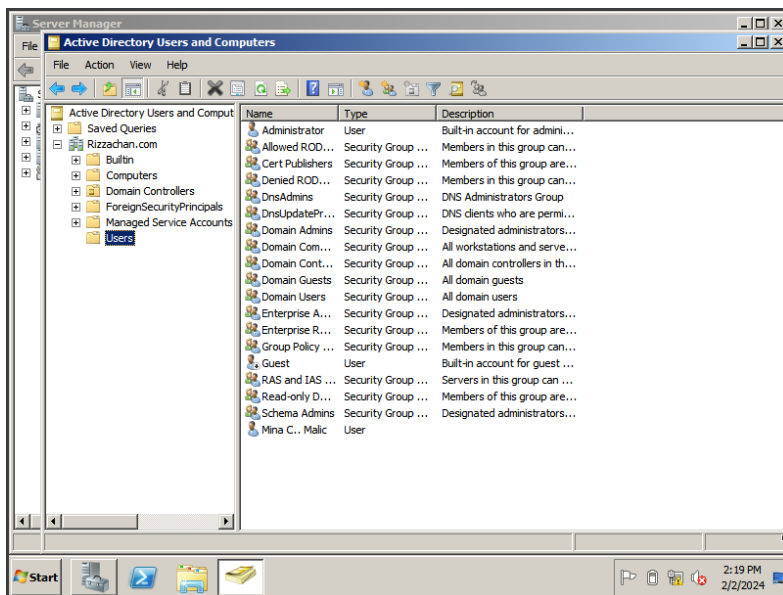 Server Manager
File
Active Directory Users and Computers
File Action View Help
Active Directory Users and Comput
Saved Queries
Rizzachan.com
Builtin
Computers
Domain Controllers
ForeignSecurityPrincipals
Managed Service Accounts
Users
Name Type Description
Administrator User Built-in account for admini...
Allowed ROD... Security Group ... Members in this group can...
Cert Publishers Security Group ... Members of this group are...
Denied ROD... Security Group ... Members in this group can...
DnsAdmins Security Group ... DNS Administrators Group
DnsUpdatePr... Security Group ... DNS clients who are permi...
Domain Admins Security Group ... Designated administrators...
Domain Com... Security Group ... All workstations and serve...
Domain Cont... Security Group ... All domain controllers in th...
Domain Guests Security Group ... All domain guests
Domain Users Security Group ... All domain users
Enterprise A... Security Group ... Designated administrators...
Enterprise R... Security Group ... Members of this group are...
Group Policy ... Security Group ... Members in this group can...
Guest User Built-in account for guest ...
RAS and IAS ... Security Group ... Servers in this group can ...
Read-only D... Security Group ... Members of this group are...
Schema Admins Security Group ... Designated administrators...
Mina C.. Malic User
Start
2:19 PM
2/2/2024